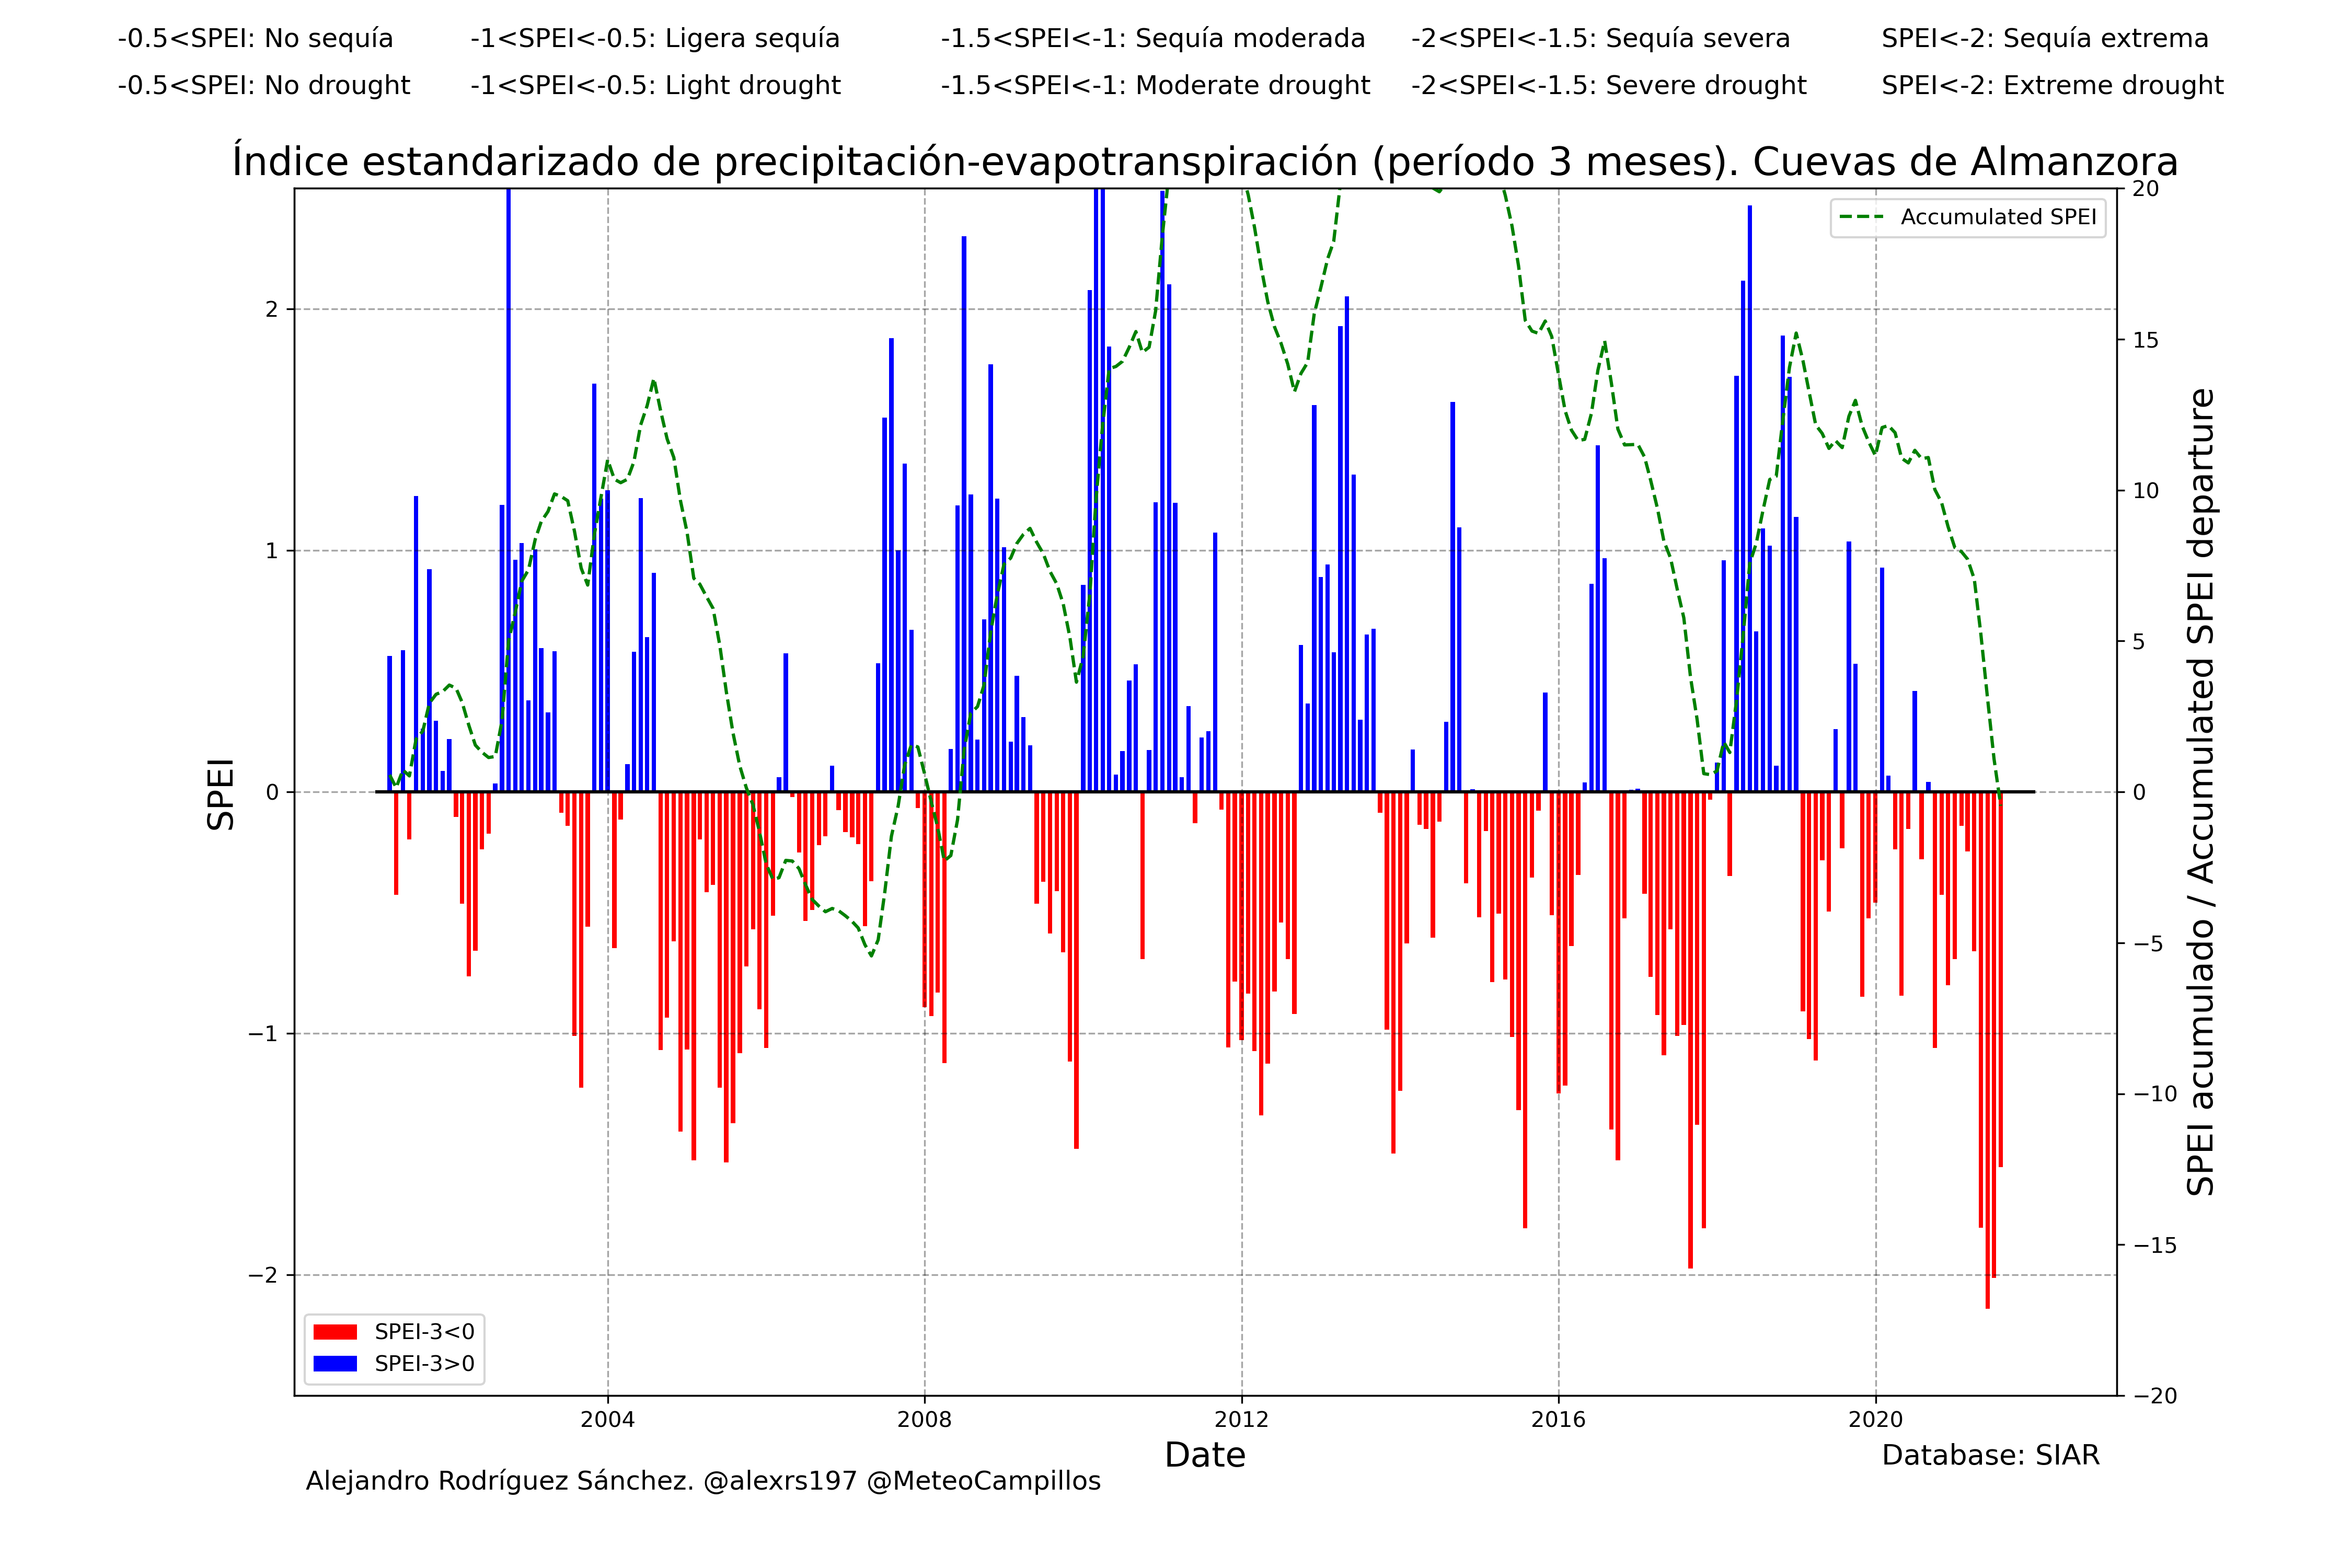 -0.5<SPEI: No sequía
-1<SPEI<-0.5: Ligera sequía
-1.5<SPEI<-1: Sequía moderada
-2<SPEI<-1.5: Sequía severa
SPEI<-2: Sequía extrema
-0.5<SPEI: No drought
-1<SPEI<-0.5: Light drought
-1.5<SPEI<-1: Moderate drought
-2<SPEI<-1.5: Severe drought
SPEI<-2: Extreme drought
Índice estandarizado de precipitación-evapotranspiración (período 3 meses). Cuevas de Almanzora
SPEI
2
1
0
−1
−2
Accumulated SPEI
20
15
10
5
0
−5
−10
−15
−20
SPEI acumulado / Accumulated SPEI departure
SPEI-3<0
SPEI-3>0
2004
2008
2012
2016
2020
Date
Database: SIAR
Alejandro Rodríguez Sánchez. @alexrs197 @MeteoCampillos